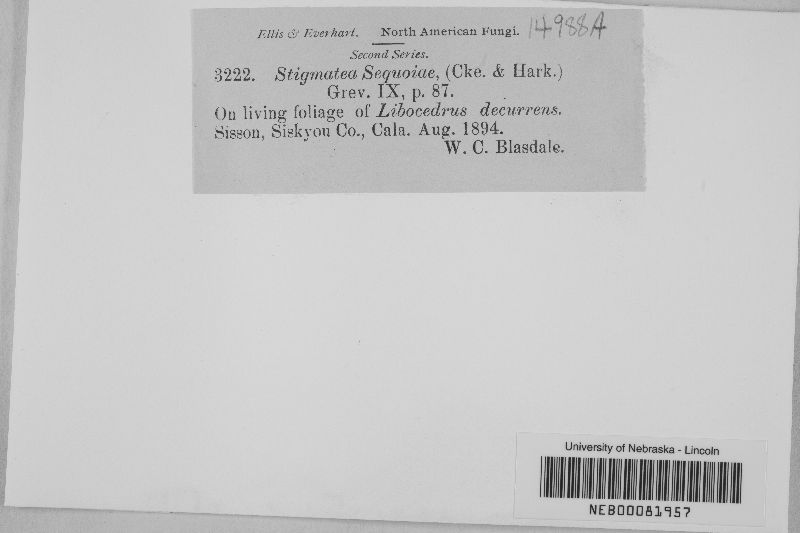 Ellis & Everhart. North American Fungi. 14988A
Second Series.
3222. Stigmatea Sequoiae, (Cke. & Hark.)
Grev. IX, p. 87.
On living foliage of Libocedrus decurrens.
Sisson, Siskyou Co., Cala. Aug. 1894.
W. C. Blasdale.
University of Nebraska - Lincoln
NEB00081957